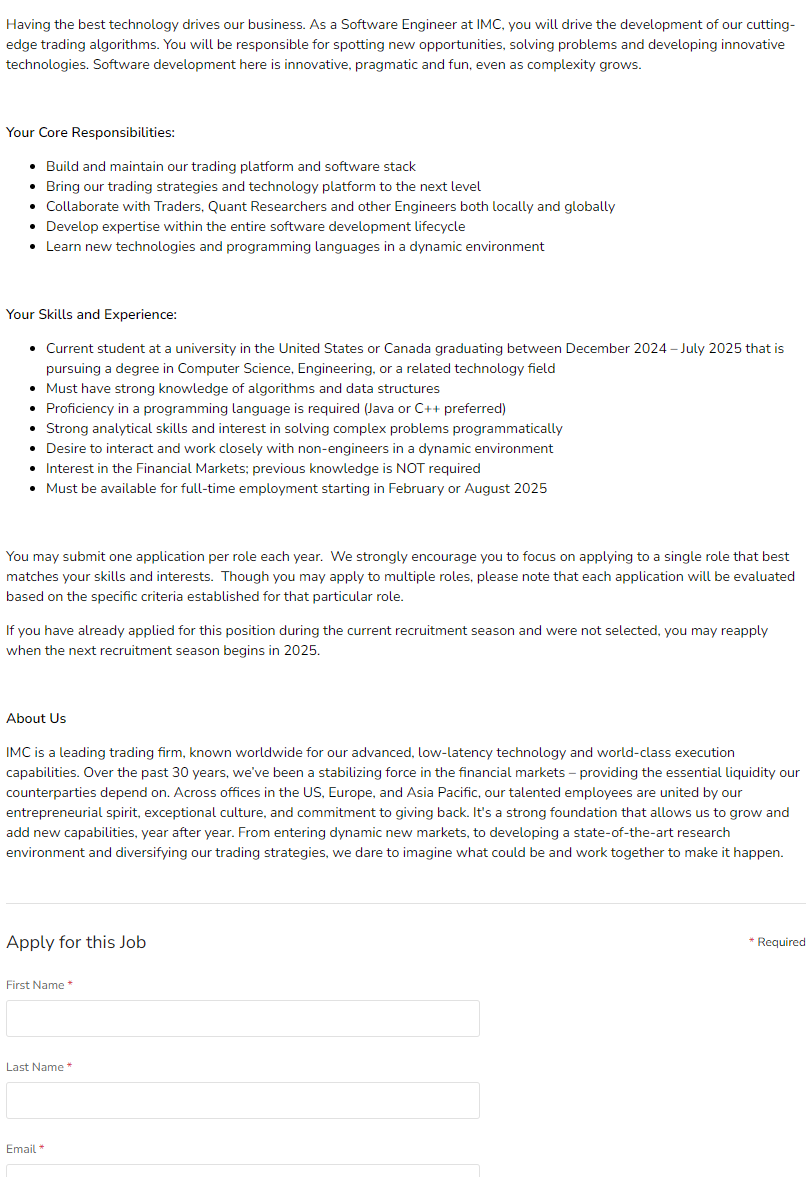 Having the best technology drives our business. As a Software Engineer at IMC, you will drive the development of our cutting-
edge trading algorithms. You will be responsible for spotting new opportunities, solving problems and developing innovative
technologies. Software development here is innovative, pragmatic and fun, even as complexity grows.
Your Core Responsibilities:
• Build and maintain our trading platform and software stack
• Bring our trading strategies and technology platform to the next level
• Collaborate with Traders, Quant Researchers and other Engineers both locally and globally
• Develop expertise within the entire software development lifecycle
• Learn new technologies and programming languages in a dynamic environment
Your Skills and Experience:
• Current student at a university in the United States or Canada graduating between December 2024 – July 2025 that is
pursuing a degree in Computer Science, Engineering, or a related technology field
• Must have strong knowledge of algorithms and data structures
• Proficiency in a programming language is required (Java or C++ preferred)
• Strong analytical skills and interest in solving complex problems programmatically
• Desire to interact and work closely with non-engineers in a dynamic environment
• Interest in the Financial Markets; previous knowledge is NOT required
• Must be available for full-time employment starting in February or August 2025
You may submit one application per role each year.  We strongly encourage you to focus on applying to a single role that best
matches your skills and interests.  Though you may apply to multiple roles, please note that each application will be evaluated
based on the specific criteria established for that particular role.
If you have already applied for this position during the current recruitment season and were not selected, you may reapply
when the next recruitment season begins in 2025.
About Us
IMC is a leading trading firm, known worldwide for our advanced, low-latency technology and world-class execution
capabilities. Over the past 30 years, we've been a stabilizing force in the financial markets – providing the essential liquidity our
counterparties depend on. Across offices in the US, Europe, and Asia Pacific, our talented employees are united by our
entrepreneurial spirit, exceptional culture, and commitment to giving back. It's a strong foundation that allows us to grow and
add new capabilities, year after year. From entering dynamic new markets, to developing a state-of-the-art research
environment and diversifying our trading strategies, we dare to imagine what could be and work together to make it happen.
Apply for this Job
* Required
First Name *
Last Name *
Email *